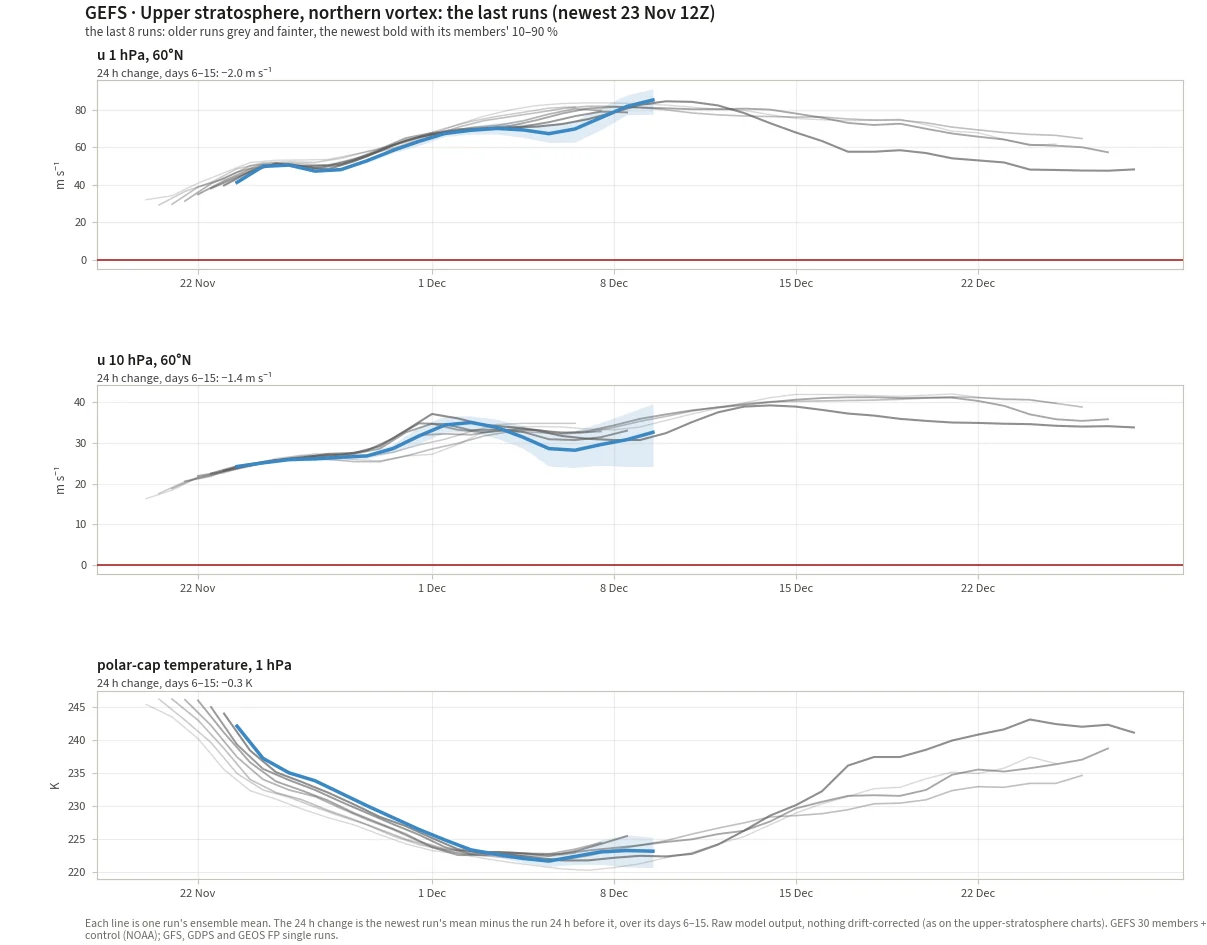 GEFS · Upper stratosphere, northern vortex: the last runs (newest 23 Nov 12Z)
the last 8 runs: older runs grey and fainter, the newest bold with its members' 10–90 %
u 1 hPa, 60°N
24 h change, days 6–15: −2.0 m s⁻¹
80
60
40
20
0
m s⁻¹
22 Nov
1 Dec
8 Dec
15 Dec
22 Dec
u 10 hPa, 60°N
24 h change, days 6–15: −1.4 m s⁻¹
40
30
20
10
0
m s⁻¹
22 Nov
1 Dec
8 Dec
15 Dec
22 Dec
polar-cap temperature, 1 hPa
24 h change, days 6–15: −0.3 K
245
240
235
230
225
220
K
22 Nov
1 Dec
8 Dec
15 Dec
22 Dec
Each line is one run's ensemble mean. The 24 h change is the newest run's mean minus the run 24 h before it, over its days 6–15. Raw model output, nothing drift-corrected (as on the upper-stratosphere charts). GEFS 30 members +
control (NOAA); GFS, GDPS and GEOS FP single runs.